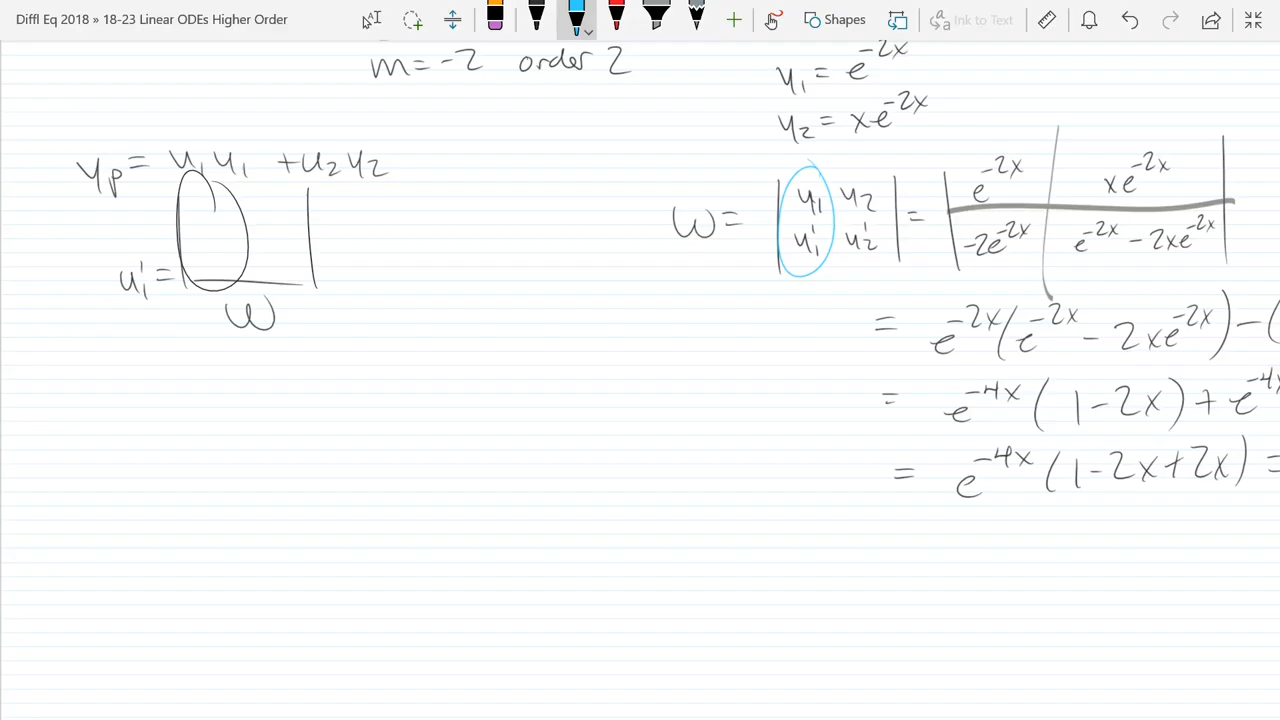 Diffl Eq 2018 » 18-23 Linear ODEs Higher Order
Shapes
Ink to Text
m = -2 order 2
y₁ = e^{-2x}
y₂ = xe^{-2x}
y_p = u₁y₁ + u₂y₂
u₁' = | | / W
W = | y₁ y₂ ; y₁' y₂' | = | e^{-2x} xe^{-2x} ; -2e^{-2x} e^{-2x} - 2xe^{-2x} |
= e^{-2x}(e^{-2x} - 2xe^{-2x}) - (
= e^{-4x}(1-2x) + e^{-4x}
= e^{-4x}(1-2x+2x) =